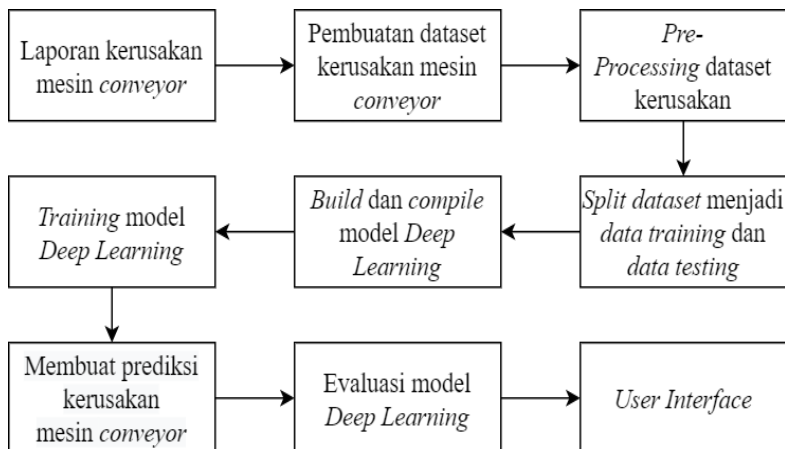 Laporan kerusakan
mesin conveyor
Pembuatan dataset
kerusakan mesin
conveyor
Pre-
Processing dataset
kerusakan
Split dataset menjadi
data training dan
data testing
Build dan compile
model Deep
Learning
Training model
Deep Learning
Membuat prediksi
kerusakan
mesin conveyor
Evaluasi model
Deep Learning
User Interface